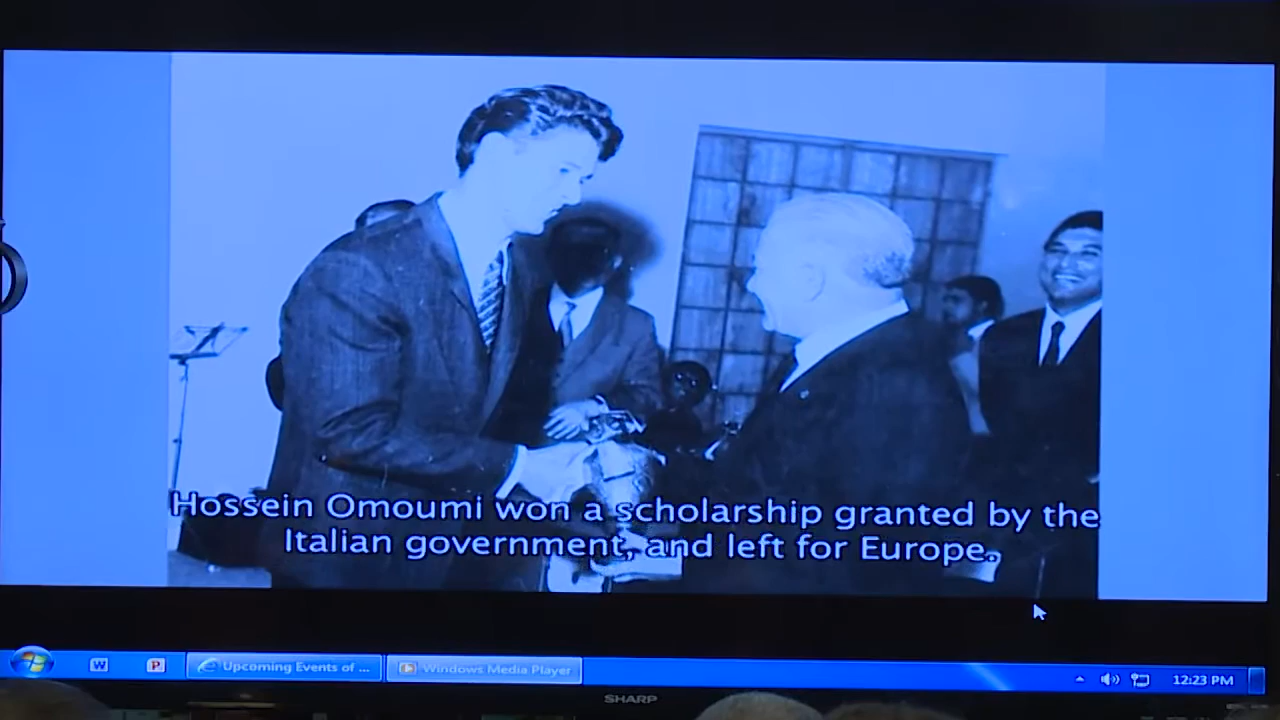 Hossein Omoumi won a scholarship granted by the
Italian government, and left for Europe.
W
P
Upcoming Events of ...
Windows Media Player
12:23 PM
SHARP